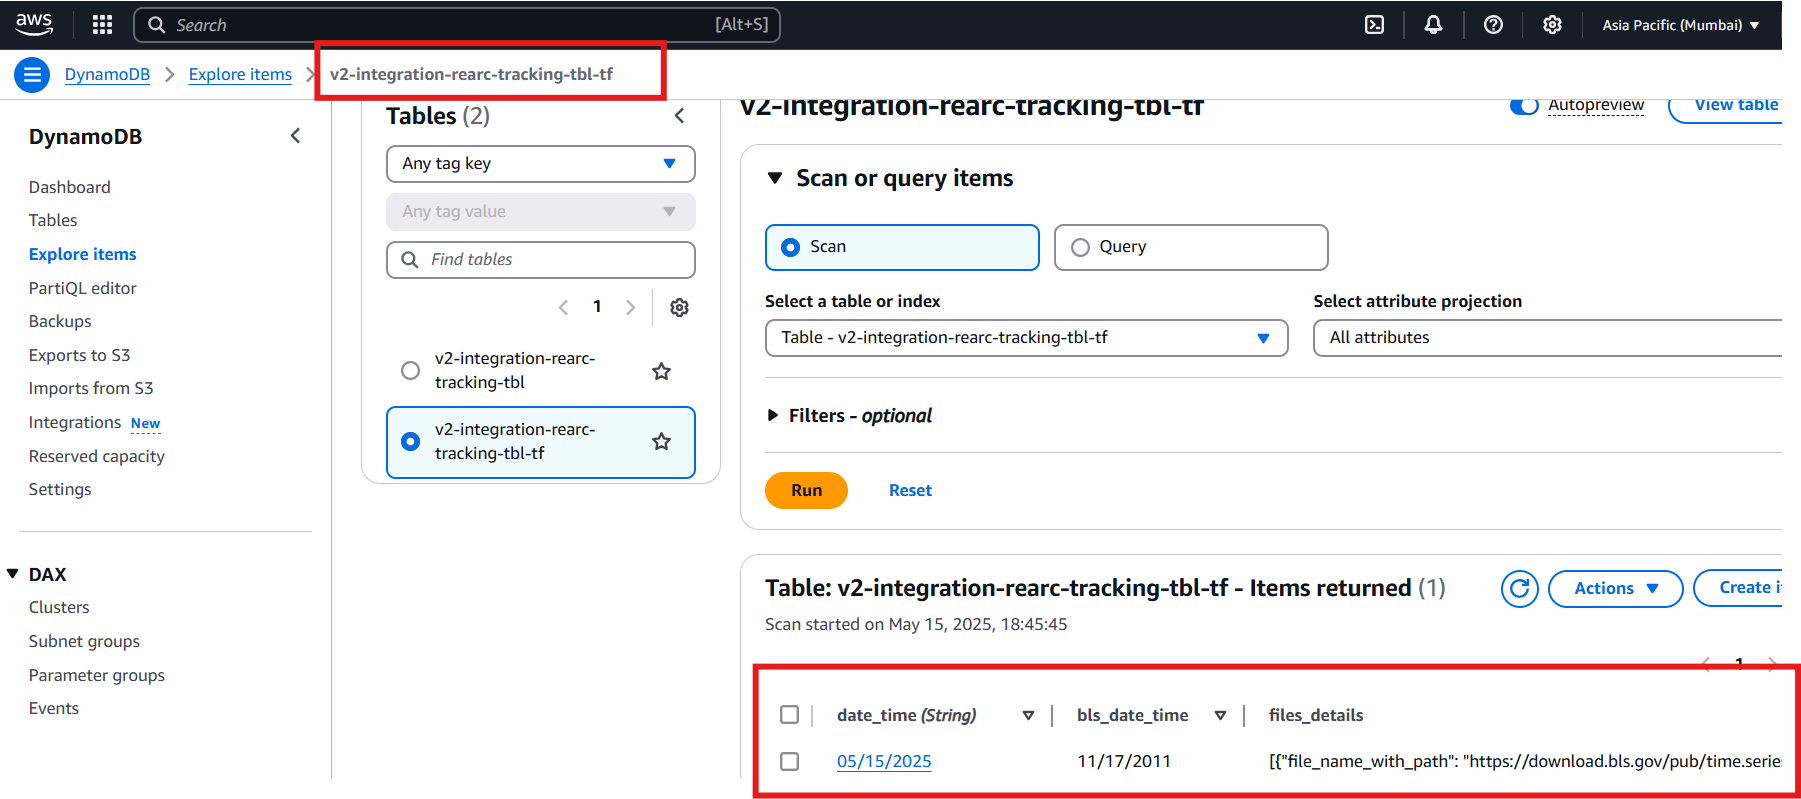 aws
Search
[Alt+S]
Asia Pacific (Mumbai)
DynamoDB
Explore items
v2-integration-rearc-tracking-tbl-tf
DynamoDB
Dashboard
Tables
Explore items
PartiQL editor
Backups
Exports to S3
Imports from S3
Integrations New
Reserved capacity
Settings
DAX
Clusters
Subnet groups
Parameter groups
Events
Tables (2)
Any tag key
Any tag value
Find tables
1
v2-integration-rearc-
tracking-tbl
v2-integration-rearc-
tracking-tbl-tf
v2-integration-rearc-tracking-tbl-tf
Autopreview
View table
Scan or query items
Scan
Query
Select a table or index
Select attribute projection
Table - v2-integration-rearc-tracking-tbl-tf
All attributes
Filters - optional
Run
Reset
Table: v2-integration-rearc-tracking-tbl-tf - Items returned (1)
Actions
Create
Scan started on May 15, 2025, 18:45:45
1
date_time (String)
bls_date_time
files_details
05/15/2025
11/17/2011
[{"file_name_with_path": "https://download.bls.gov/pub/time.serie